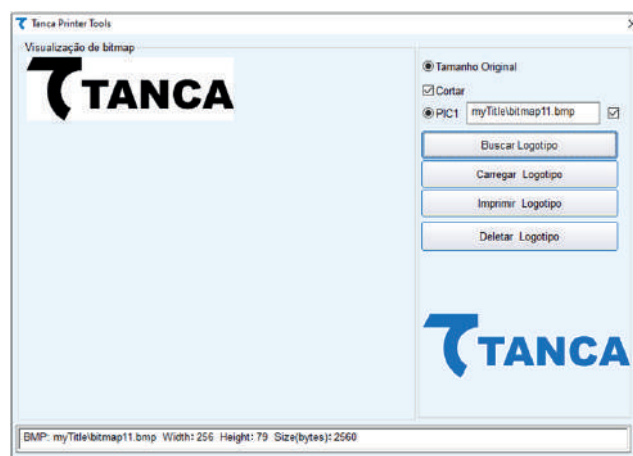 Tanca Printer Tools
Visualização de bitmap
TANCA
Tamanho Original
Cortar
PIC1 myTitle\bitmap11.bmp
Buscar Logotipo
Carregar Logotipo
Imprimir Logotipo
Deletar Logotipo
TANCA
BMP: myTitle\bitmap11.bmp Width: 256 Height: 79 Size(bytes): 2560